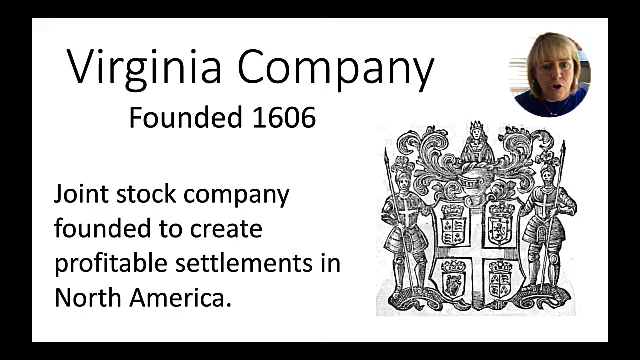 Virginia Company
Founded 1606
Joint stock company
founded to create
profitable settlements in
North America.